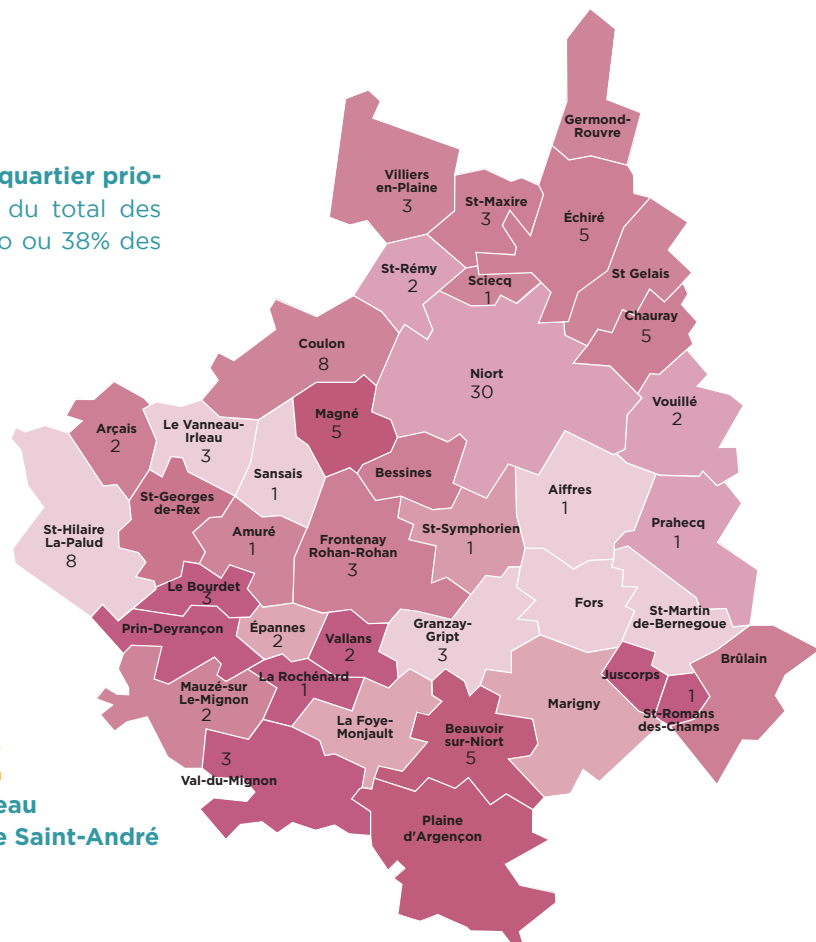 quartier prio-
du total des
o ou 38% des
Germond-
Rouvre
Villiers
en-Plaine
3
St-Maxire
3
Échiré
5
St-Rémy
2
Sciecq
1
St Gelais
Chauray
5
Coulon
8
Niort
30
Vouillé
2
Magné
5
Arçais
2
Le Vanneau-
Irleau
3
Sansais
1
Bessines
Aiffres
1
St-Georges
de-Rex
St-Hilaire
La-Palud
8
Amuré
1
Frontenay
Rohan-Rohan
3
St-Symphorien
1
Prahecq
1
Le Bourdet
3
Fors
St-Martin
de-Bernegoue
Prin-Deyrançon
Épannes
2
Vallans
2
Granzay-
Gript
3
Brûlain
La Rochénard
1
Juscorps
Mauzé-sur
Le-Mignon
2
1
St-Romans
des-Champs
Marigny
La Foye-
Monjault
Beauvoir
sur-Niort
5
3
Val-du-Mignon
eau
e Saint-André
Plaine
d'Argençon